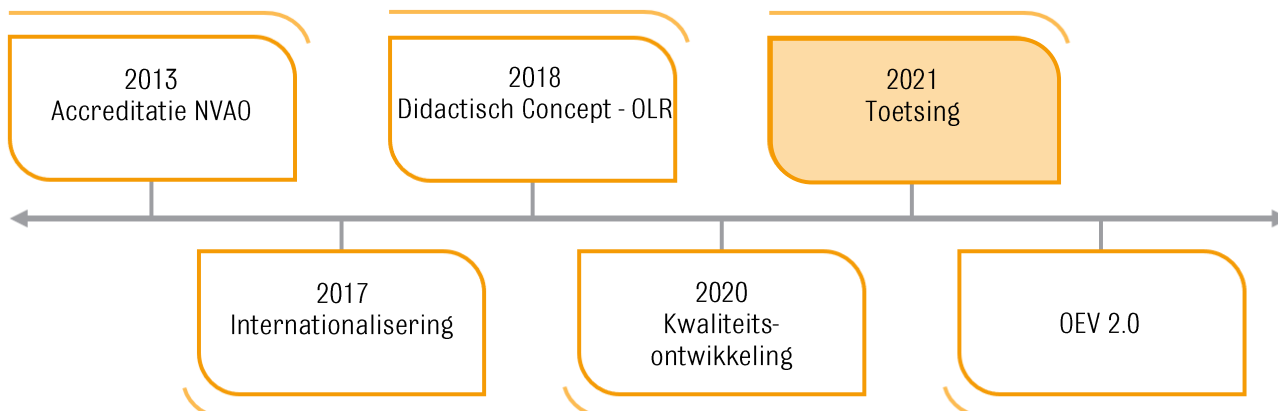 2013
Accreditatie NVAO
2018
Didactisch Concept - OLR
2021
Toetsing
2017
Internationalisering
2020
Kwaliteits-
ontwikkeling
OEV 2.0